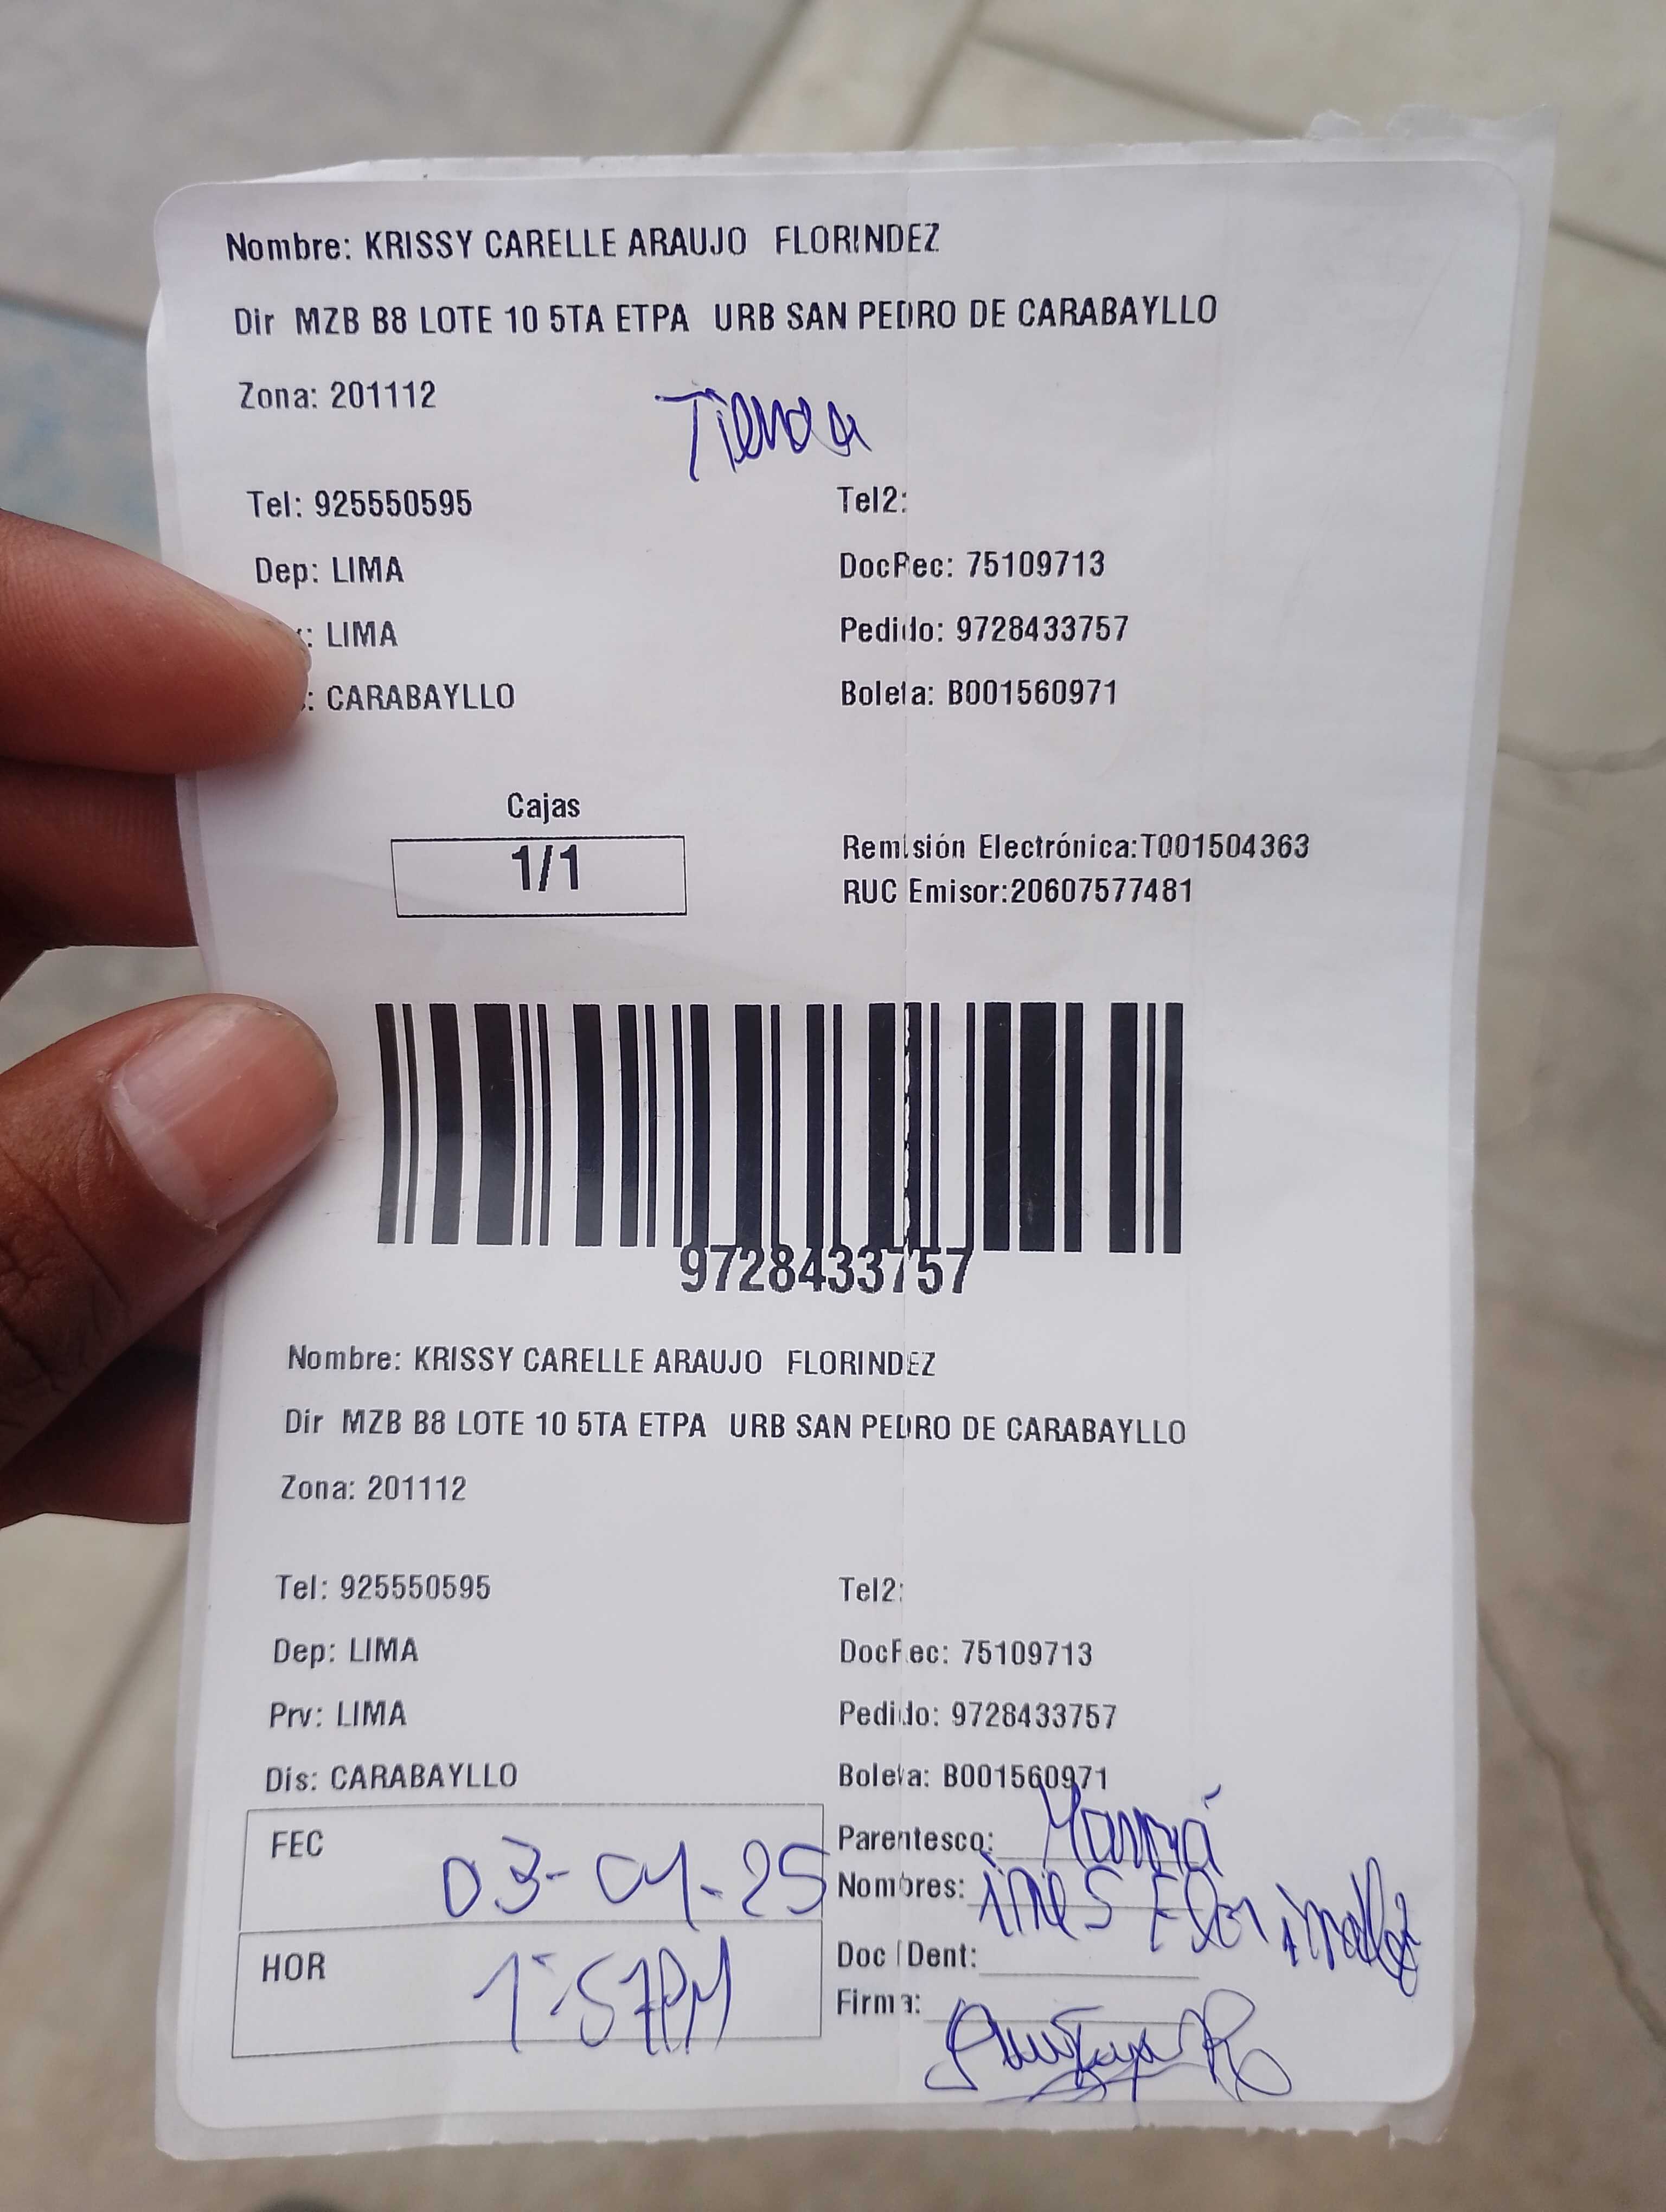 Nombre: KRISSY CARELLE ARAUJO FLORINDEZ
Dir MZB B8 LOTE 10 5TA ETPA URB SAN PEDRO DE CARABAYLLO
Zona: 201112
Tienda
Tel: 925550595 Tel2:
Dep: LIMA DocRec: 75109713
: LIMA Pedido: 9728433757
: CARABAYLLO Boleta: B001560971
Cajas
1/1
Remisión Electrónica:T001504363
RUC Emisor:20607577481
9728433757
Nombre: KRISSY CARELLE ARAUJO FLORINDEZ
Dir MZB B8 LOTE 10 5TA ETPA URB SAN PEDRO DE CARABAYLLO
Zona: 201112
Tel: 925550595 Tel2:
Dep: LIMA DocRec: 75109713
Prv: LIMA Pedido: 9728433757
Dis: CARABAYLLO Boleta: B001560971
FEC 03-04-25
Parentesco: Mamá
Nombres: ines Florindez
HOR 1:57PM
Doc IDent:
Firma: